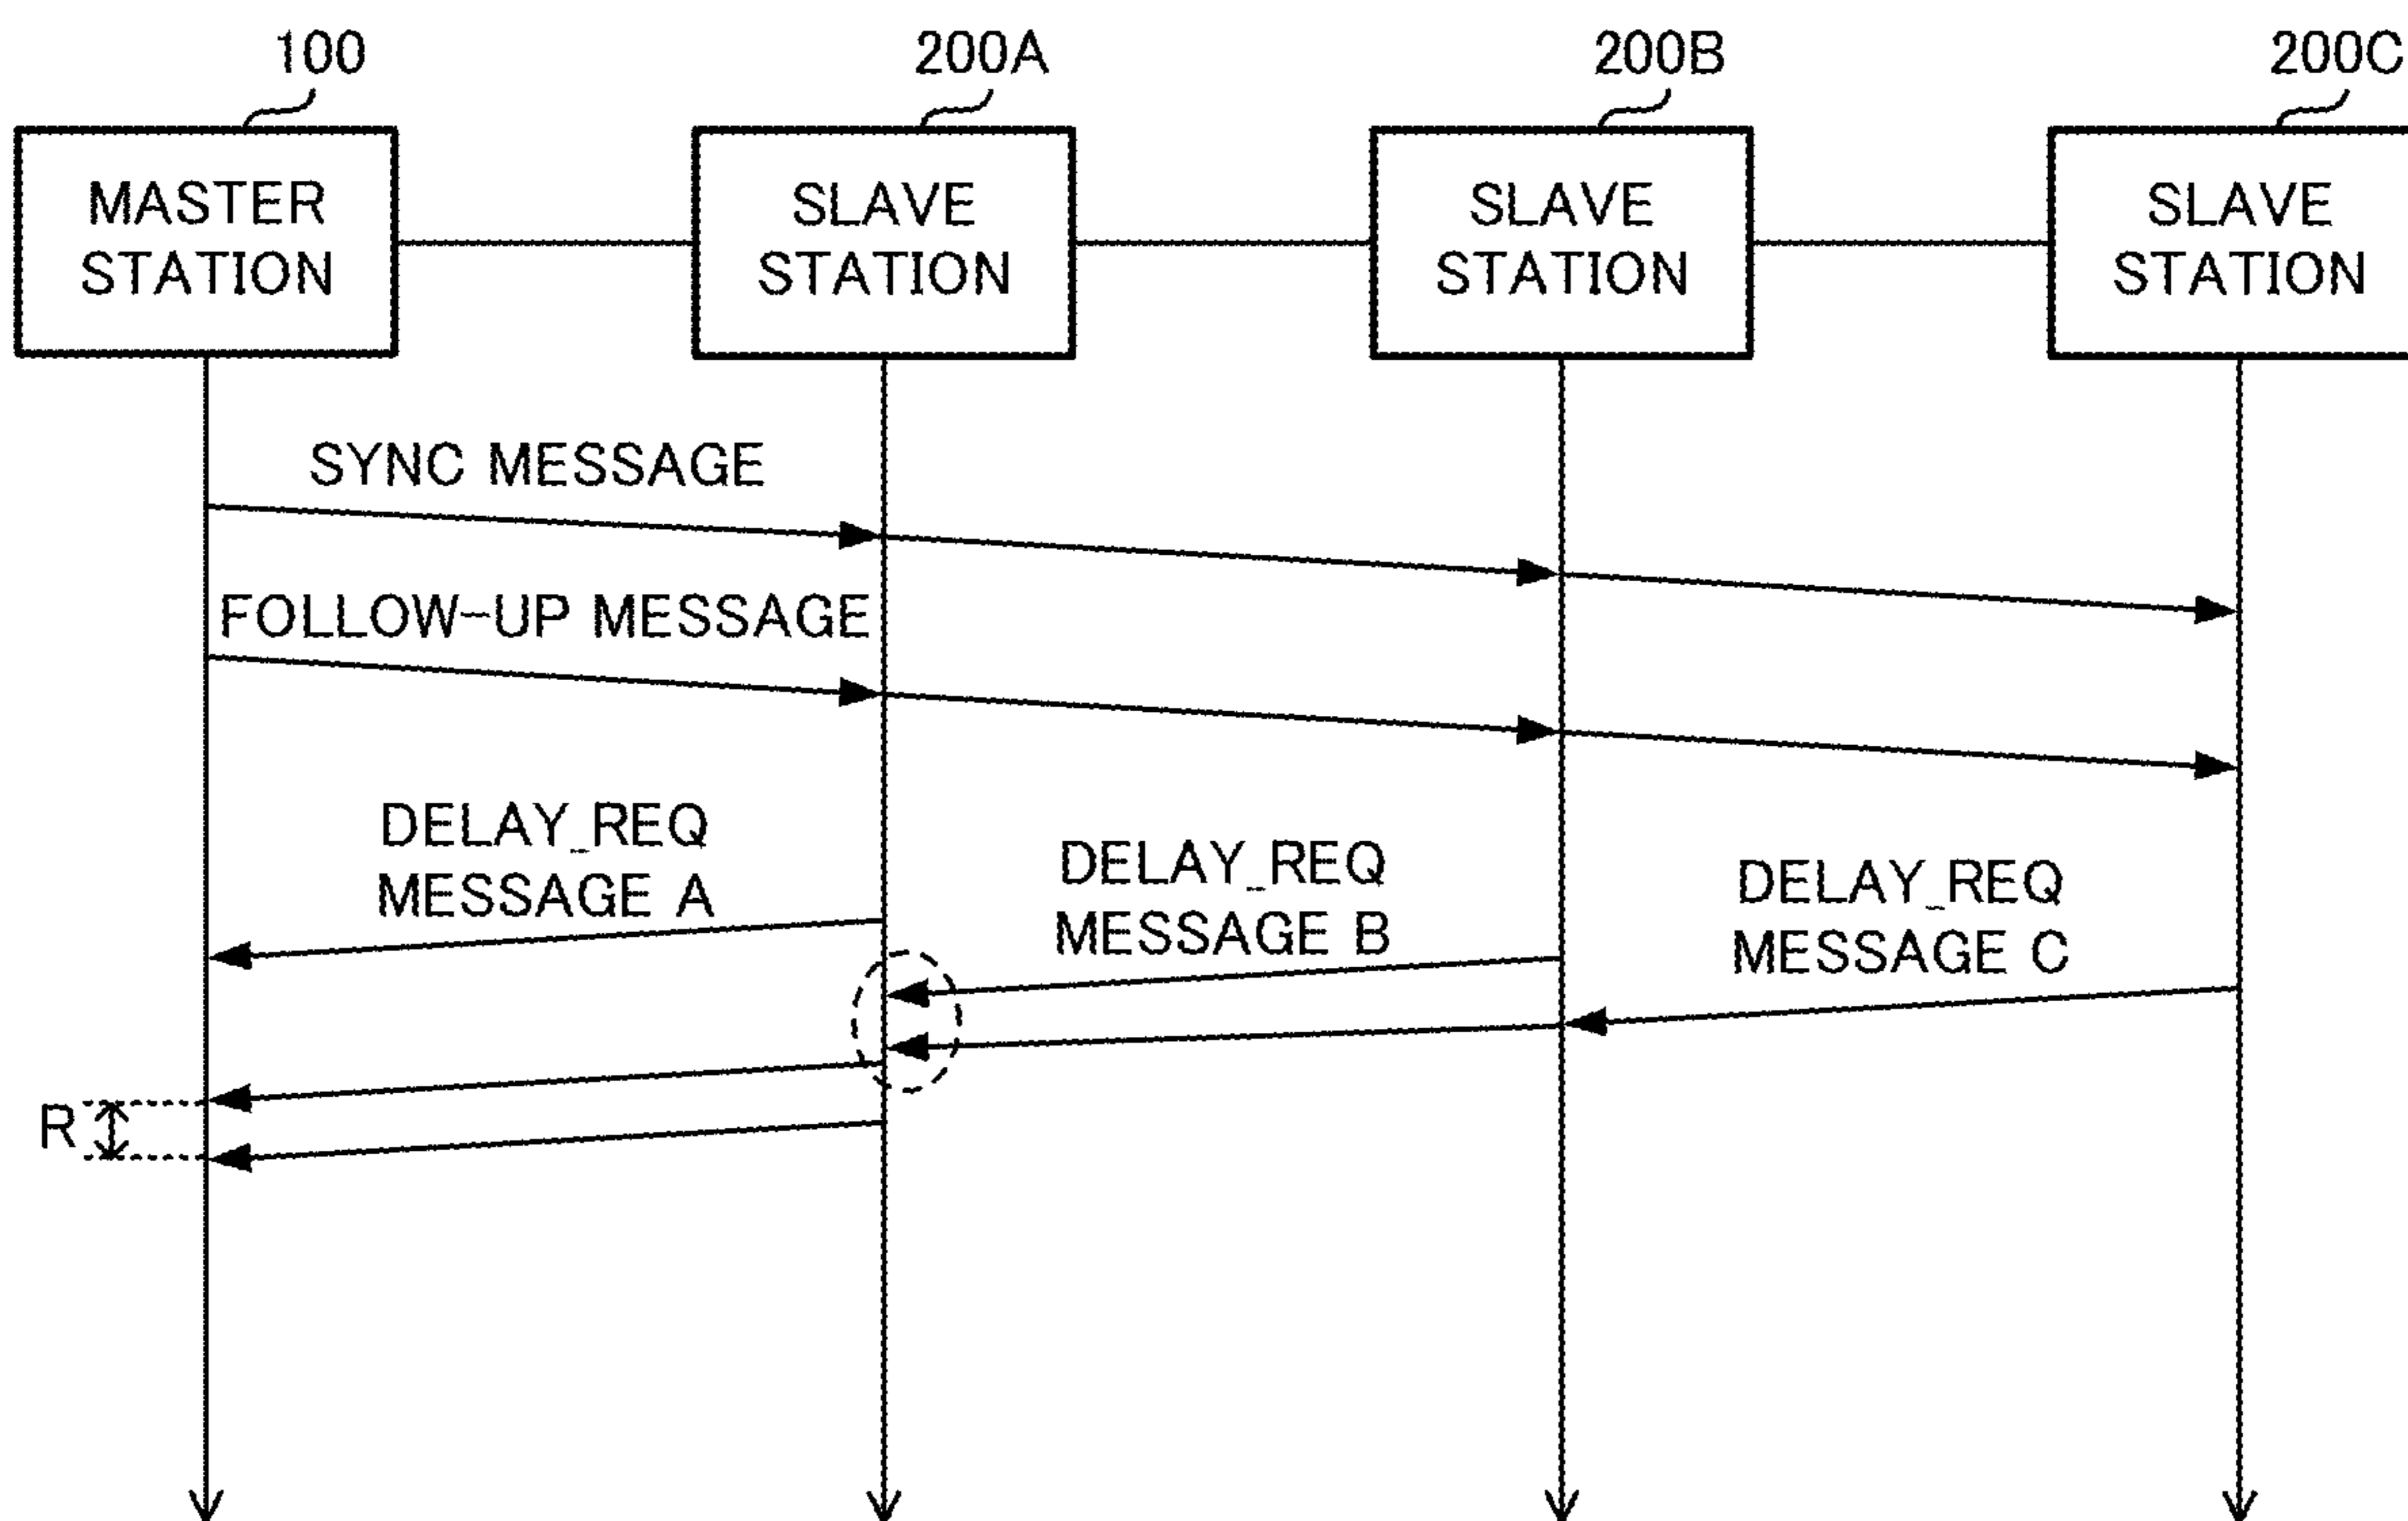 100
200A
200B
200C
MASTER
STATION
SLAVE
STATION
SLAVE
STATION
SLAVE
STATION
SYNC MESSAGE
FOLLOW-UP MESSAGE
DELAY_REQ
MESSAGE A
DELAY_REQ
MESSAGE B
DELAY_REQ
MESSAGE C
R